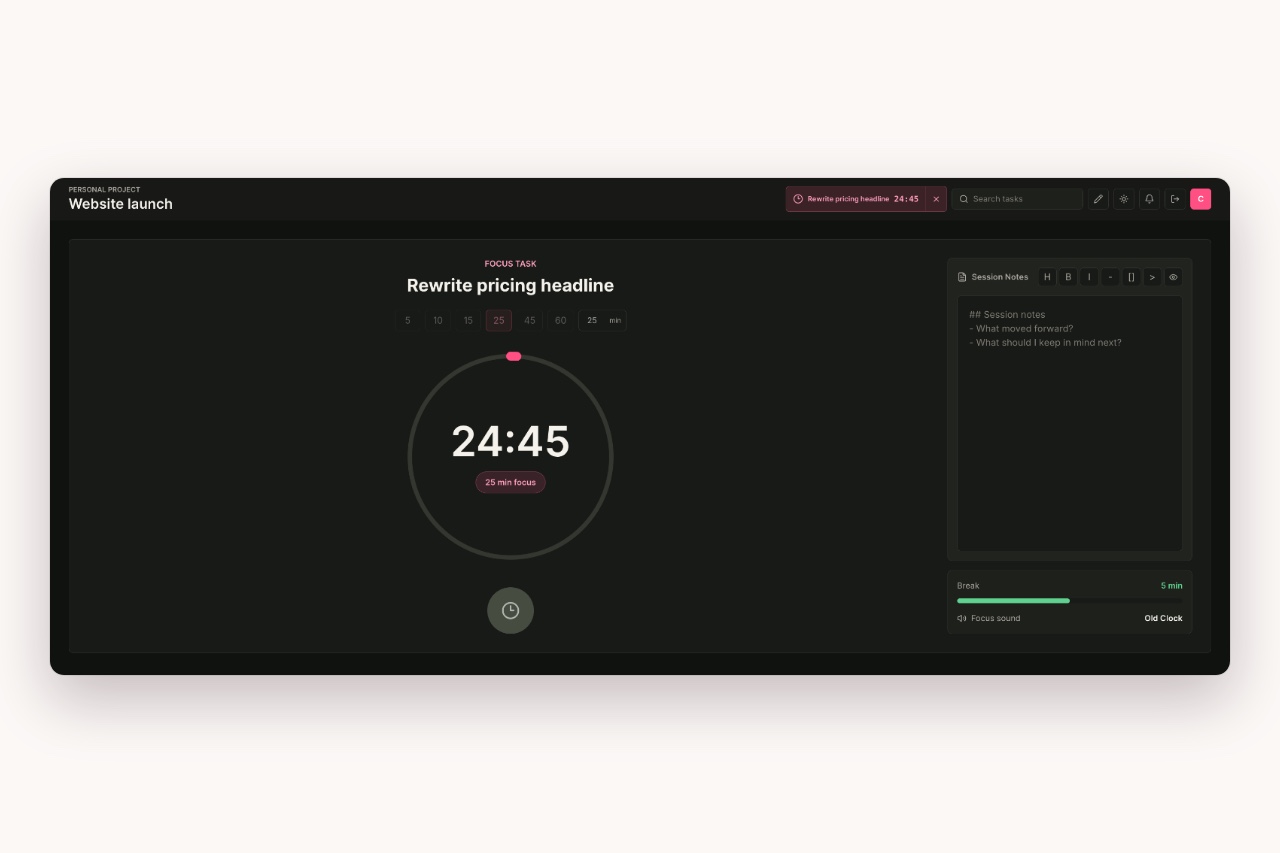 PERSONAL PROJECT
Website launch
Rewrite pricing headline 24:45
Search tasks
C
FOCUS TASK
Rewrite pricing headline
5 10 15 25 45 60 25 min
24:45
25 min focus
Session Notes H B I - [] >
## Session notes
- What moved forward?
- What should I keep in mind next?
Break 5 min
Focus sound Old Clock